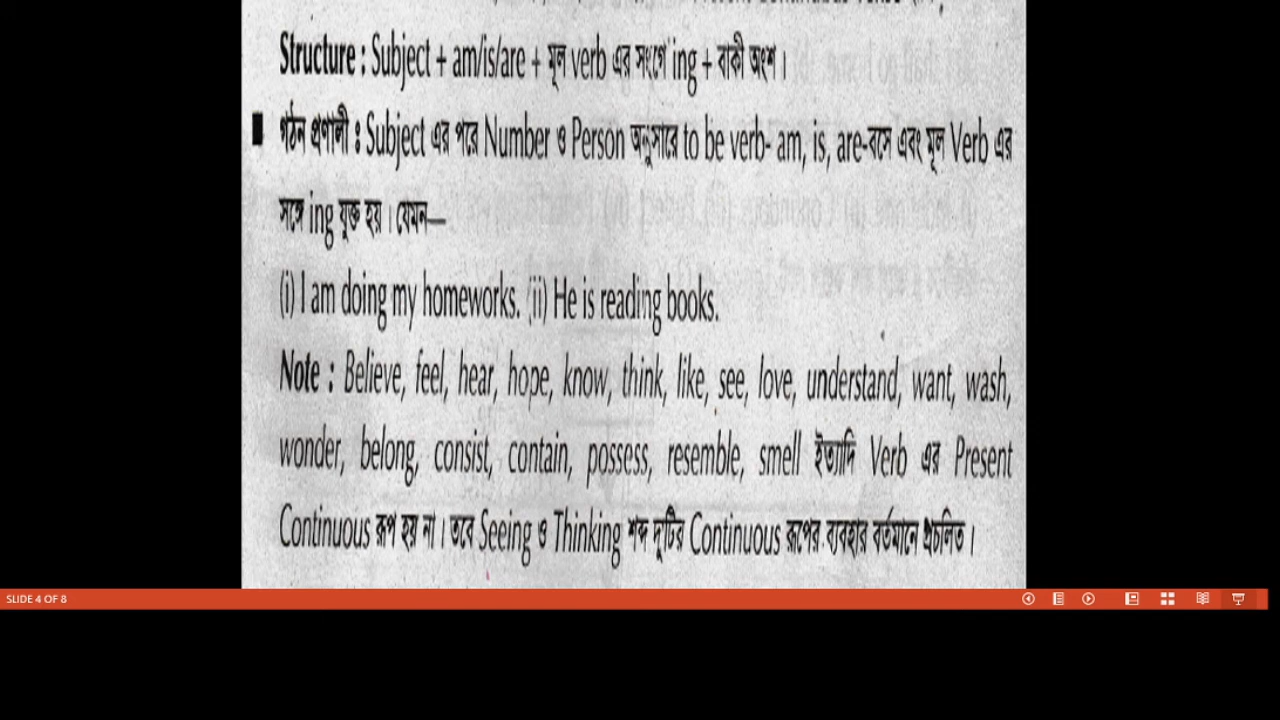 Structure : Subject + am/is/are + মূল verb এর সংগে ing + বাকী অংশ।
গঠন প্রণালী : Subject এর পরে Number ও Person অনুসারে to be verb- am, is, are-বসে এবং মূল Verb এর
সঙ্গে ing যুক্ত হয়। যেমন—
(i) I am doing my homeworks. (ii) He is reading books.
Note : Believe, feel, hear, hope, know, think, like, see, love, understand, want, wash,
wonder, belong, consist, contain, possess, resemble, smell ইত্যাদি Verb এর Present
Continuous রূপ হয় না। তবে Seeing ও Thinking শব্দ দুটির Continuous রূপের ব্যবহার বর্তমানে প্রচলিত।
SLIDE 4 OF 8